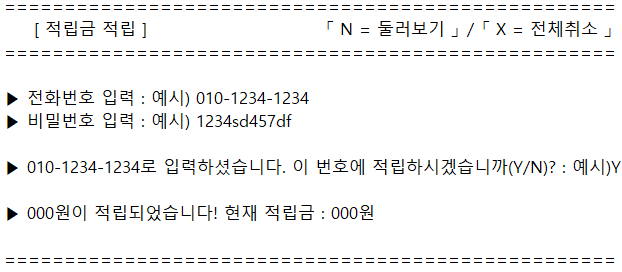 ====================================================
[ 적립금 적립 ] 「 N = 둘러보기 」/「 X = 전체취소 」
====================================================
▶ 전화번호 입력 : 예시) 010-1234-1234
▶ 비밀번호 입력 : 예시) 1234sd457df
▶ 010-1234-1234로 입력하셨습니다. 이 번호에 적립하시겠습니까(Y/N)? : 예시)Y
▶ 000원이 적립되었습니다! 현재 적립금 : 000원
====================================================